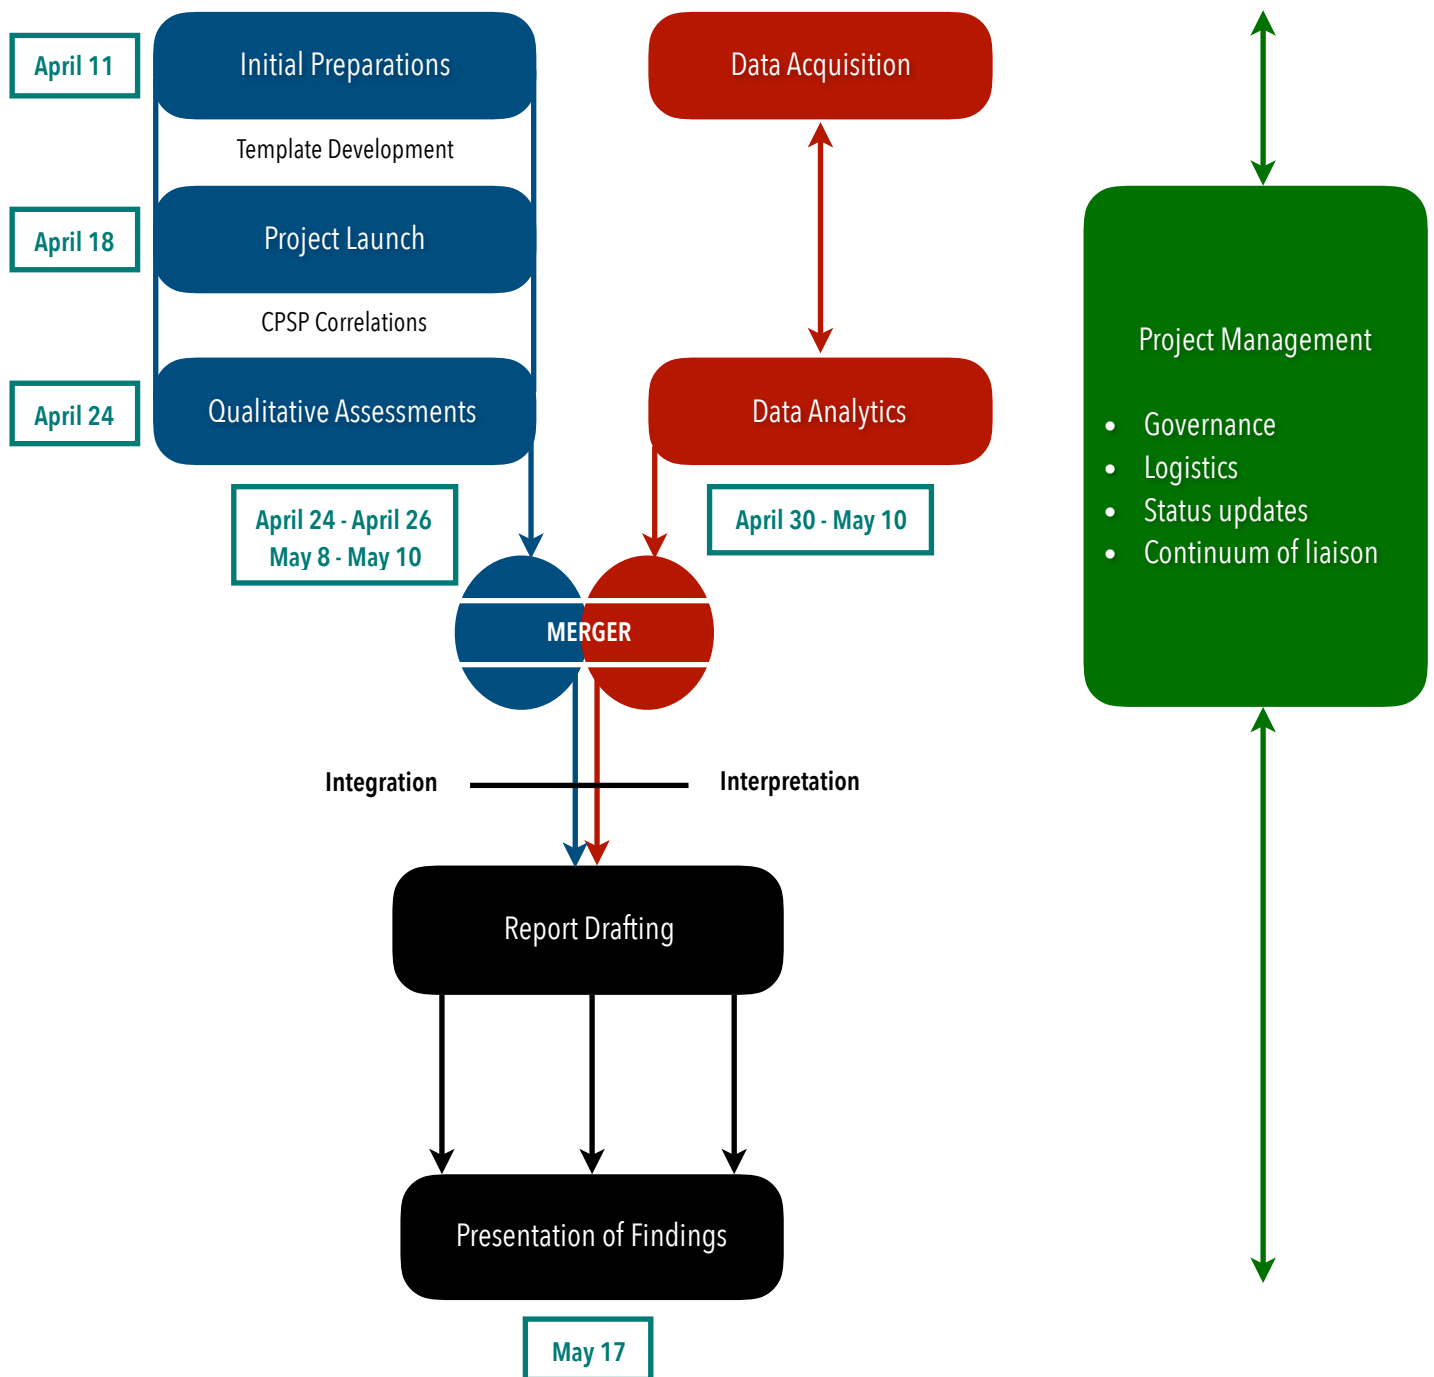 April 11
Initial Preparations
Data Acquisition
Template Development
April 18
Project Launch
CPSP Correlations
April 24
Qualitative Assessments
Data Analytics
Project Management
• Governance
• Logistics
• Status updates
• Continuum of liaison
April 24 - April 26
May 8 - May 10
April 30 - May 10
MERGER
Integration
Interpretation
Report Drafting
Presentation of Findings
May 17